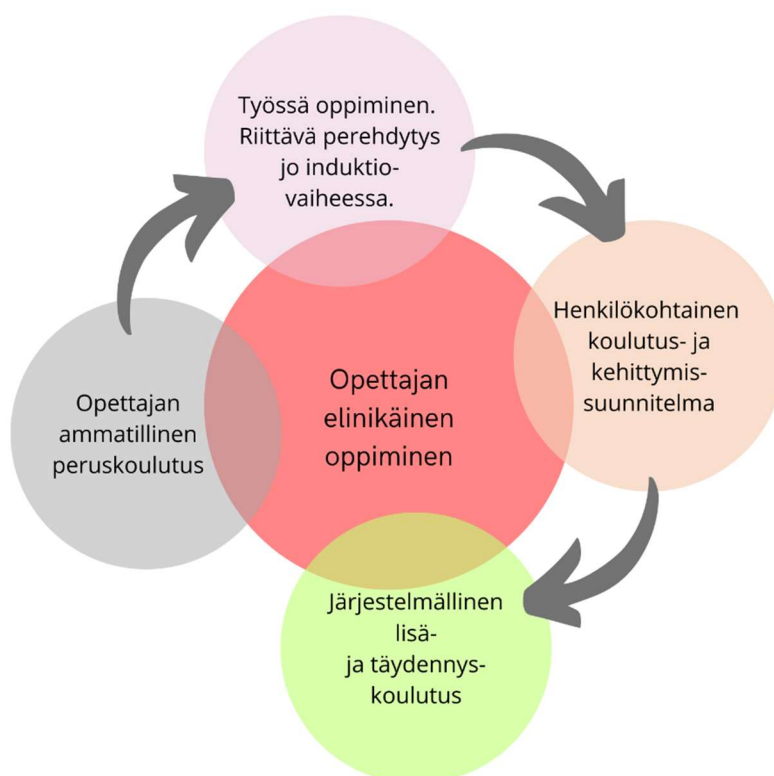 Työssä oppiminen.
Riittävä perehdytys
jo induktio-
vaiheessa.
Henkilökohtainen
koulutus- ja
kehittymis-
suunnitelma
Opettajan
elinikäinen
oppiminen
Opettajan
ammatillinen
peruskoulutus
Järjestelmällinen
lisä-
ja täydennys-
koulutus